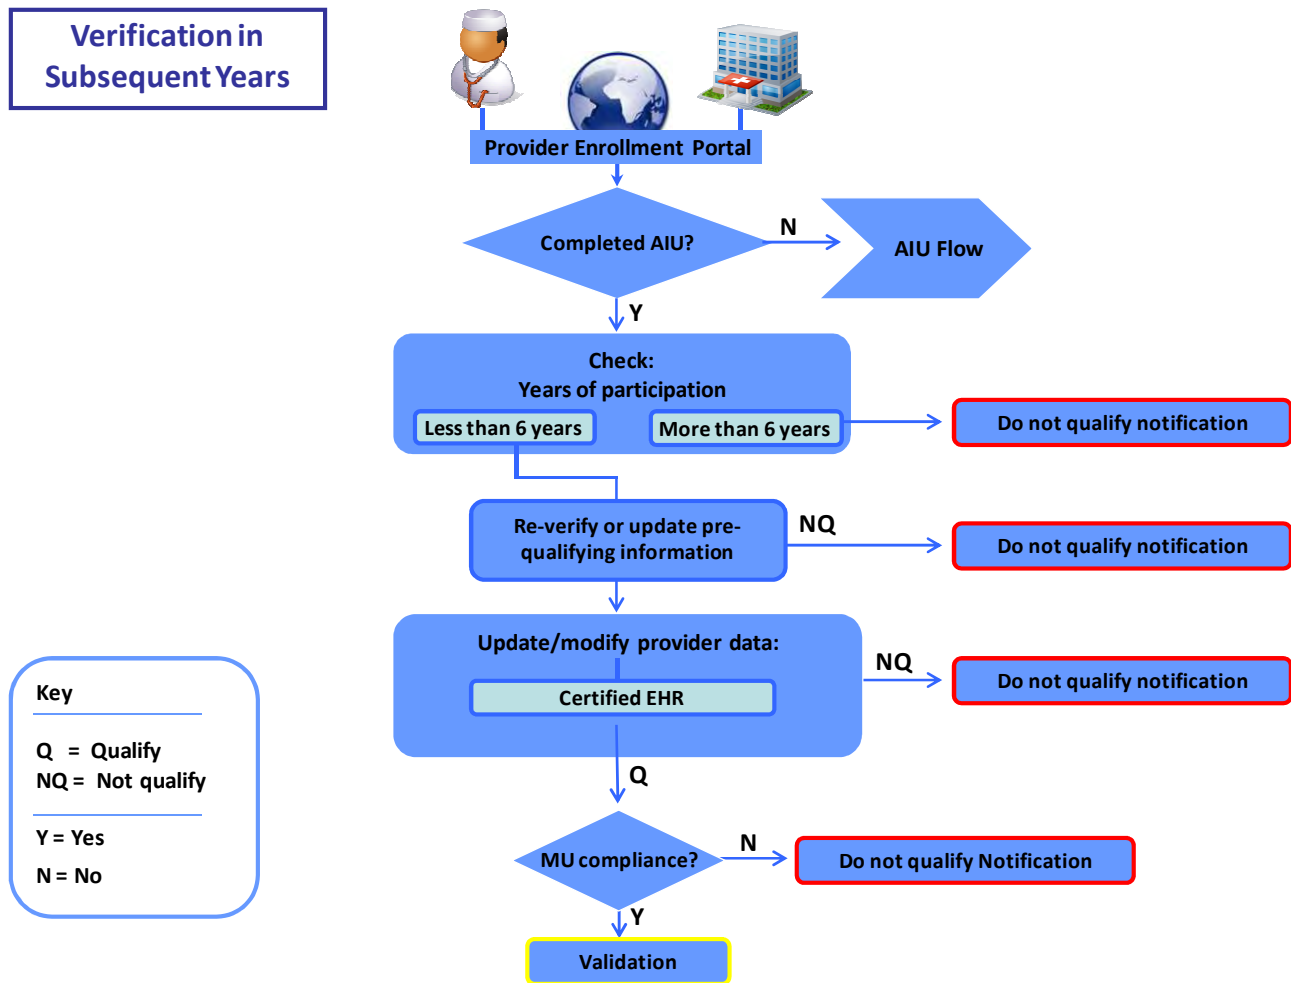 Verification in
Subsequent Years
Provider Enrollment Portal
Completed AIU?
N
AIU Flow
Y
Check:
Years of participation
Less than 6 years
More than 6 years
Do not qualify notification
Re-verify or update pre-
qualifying information
NQ
Do not qualify notification
Update/modify provider data:
Certified EHR
NQ
Do not qualify notification
Q
MU compliance?
N
Do not qualify Notification
Y
Validation
Key
Q = Qualify
NQ = Not qualify
Y = Yes
N = No